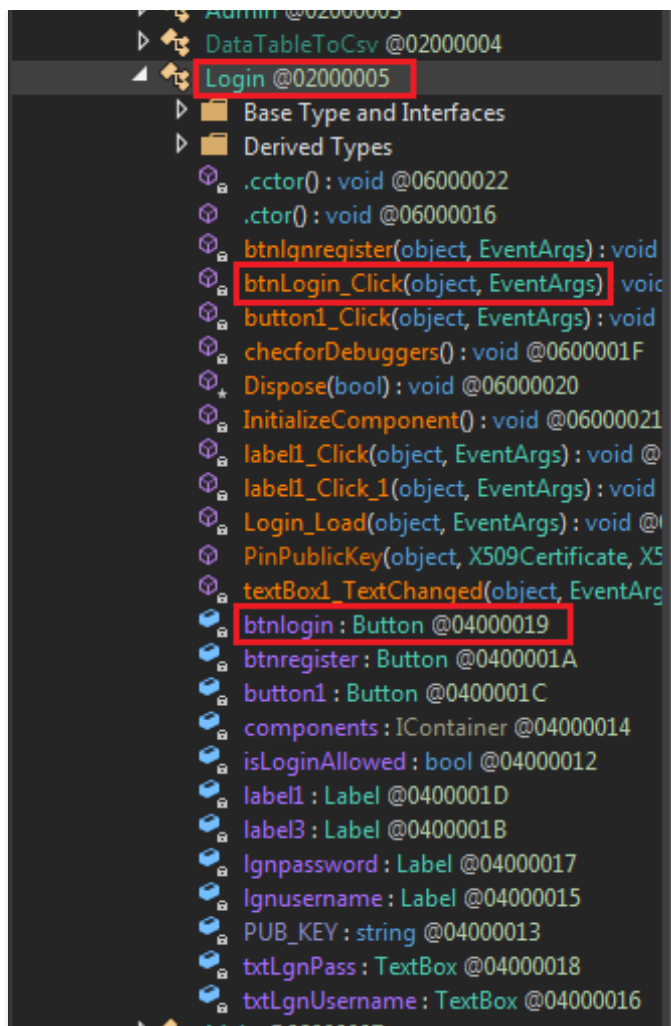 Admin @02000003
DataTableToCsv @02000004
Login @02000005
Base Type and Interfaces
Derived Types
.cctor() : void @06000022
.ctor() : void @06000016
btnlgnregister(object, EventArgs) : void
btnLogin_Click(object, EventArgs) void
button1_Click(object, EventArgs) : void
checforDebuggers() : void @0600001F
Dispose(bool) : void @06000020
InitializeComponent() : void @06000021
label1_Click(object, EventArgs) : void @
label1_Click_1(object, EventArgs) : void
Login_Load(object, EventArgs) : void @
PinPublicKey(object, X509Certificate, X5
textBox1_TextChanged(object, EventArg
btnlogin : Button @04000019
btnregister : Button @0400001A
button1 : Button @0400001C
components : IContainer @04000014
isLoginAllowed : bool @04000012
label1 : Label @0400001D
label3 : Label @0400001B
lgnpassword : Label @04000017
lgnusername : Label @04000015
PUB_KEY : string @04000013
txtLgnPass : TextBox @04000018
txtLgnUsername : TextBox @04000016